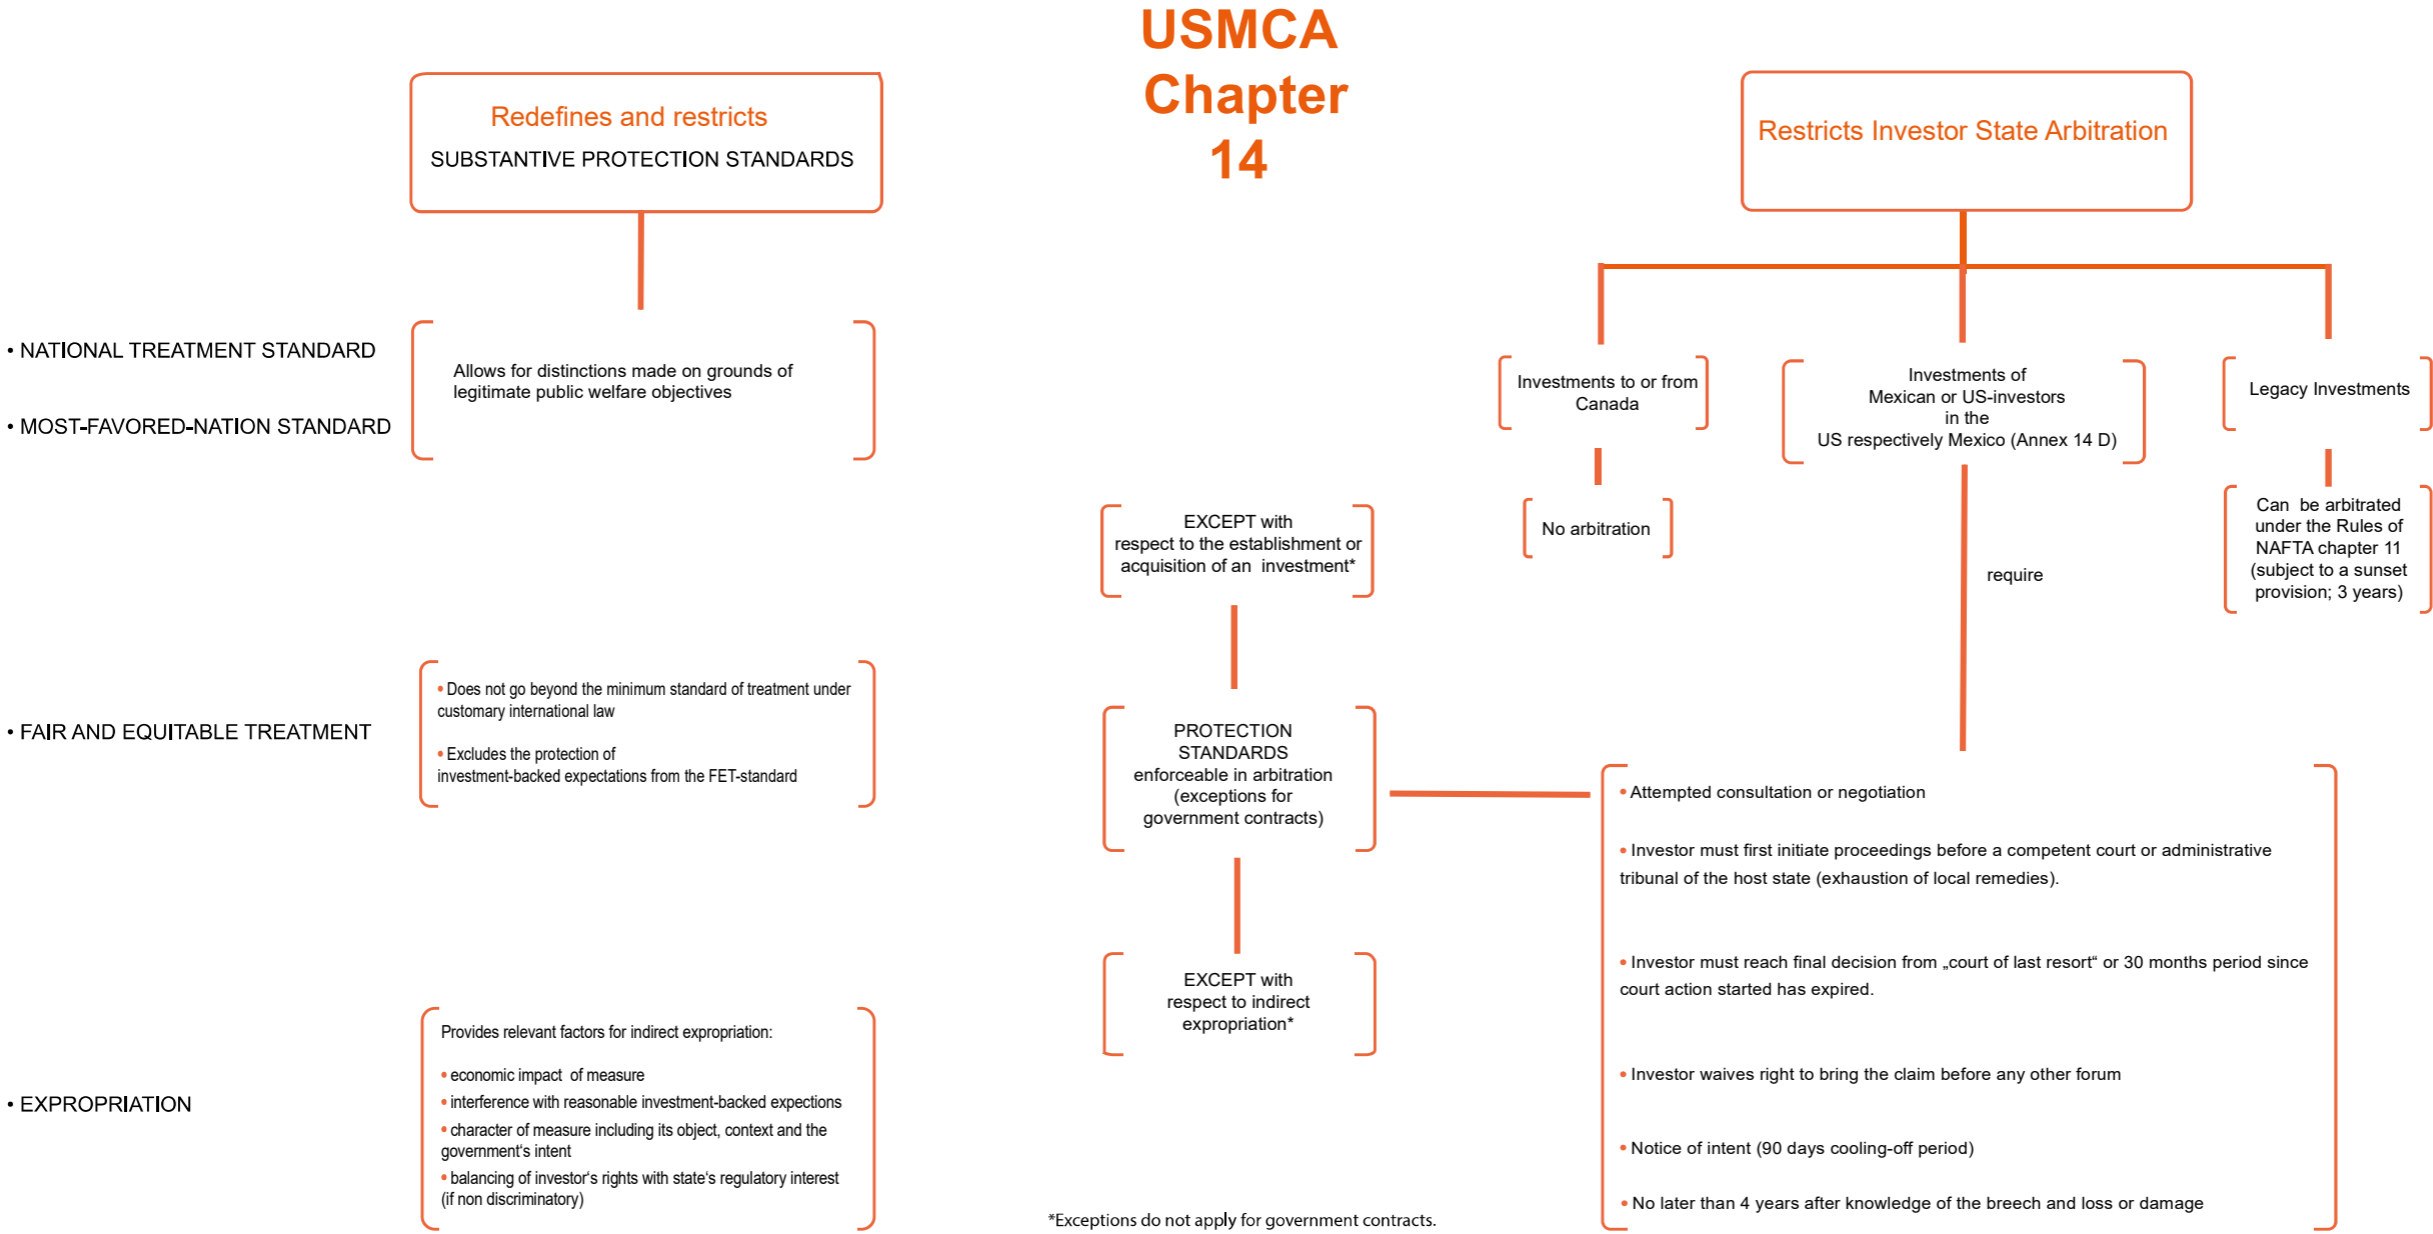 USMCA
Chapter
14
Redefines and restricts
SUBSTANTIVE PROTECTION STANDARDS
• NATIONAL TREATMENT STANDARD
• MOST-FAVORED-NATION STANDARD
Allows for distinctions made on grounds of
legitimate public welfare objectives
• FAIR AND EQUITABLE TREATMENT
• Does not go beyond the minimum standard of treatment under
customary international law
• Excludes the protection of
investment-backed expectations from the FET-standard
• EXPROPRIATION
Provides relevant factors for indirect expropriation:
• economic impact  of measure
• interference with reasonable investment-backed expections
• character of measure including its object, context and the
government‘s intent
• balancing of investor‘s rights with state‘s regulatory interest
(if non discriminatory)
EXCEPT with
respect to the establishment or
acquisition of an  investment*
PROTECTION
STANDARDS
enforceable in arbitration
(exceptions for
government contracts)
EXCEPT with
respect to indirect
expropriation*
*Exceptions do not apply for government contracts.
Restricts Investor State Arbitration
Investments to or from
Canada
No arbitration
Investments of
Mexican or US-investors
in the
US respectively Mexico (Annex 14 D)
require
Legacy Investments
Can  be arbitrated
under the Rules of
NAFTA chapter 11
(subject to a sunset
provision; 3 years)
• Attempted consultation or negotiation
• Investor must first initiate proceedings before a competent court or administrative
tribunal of the host state (exhaustion of local remedies).
• Investor must reach final decision from „court of last resort“ or 30 months period since
court action started has expired.
• Investor waives right to bring the claim before any other forum
• Notice of intent (90 days cooling-off period)
• No later than 4 years after knowledge of the breech and loss or damage